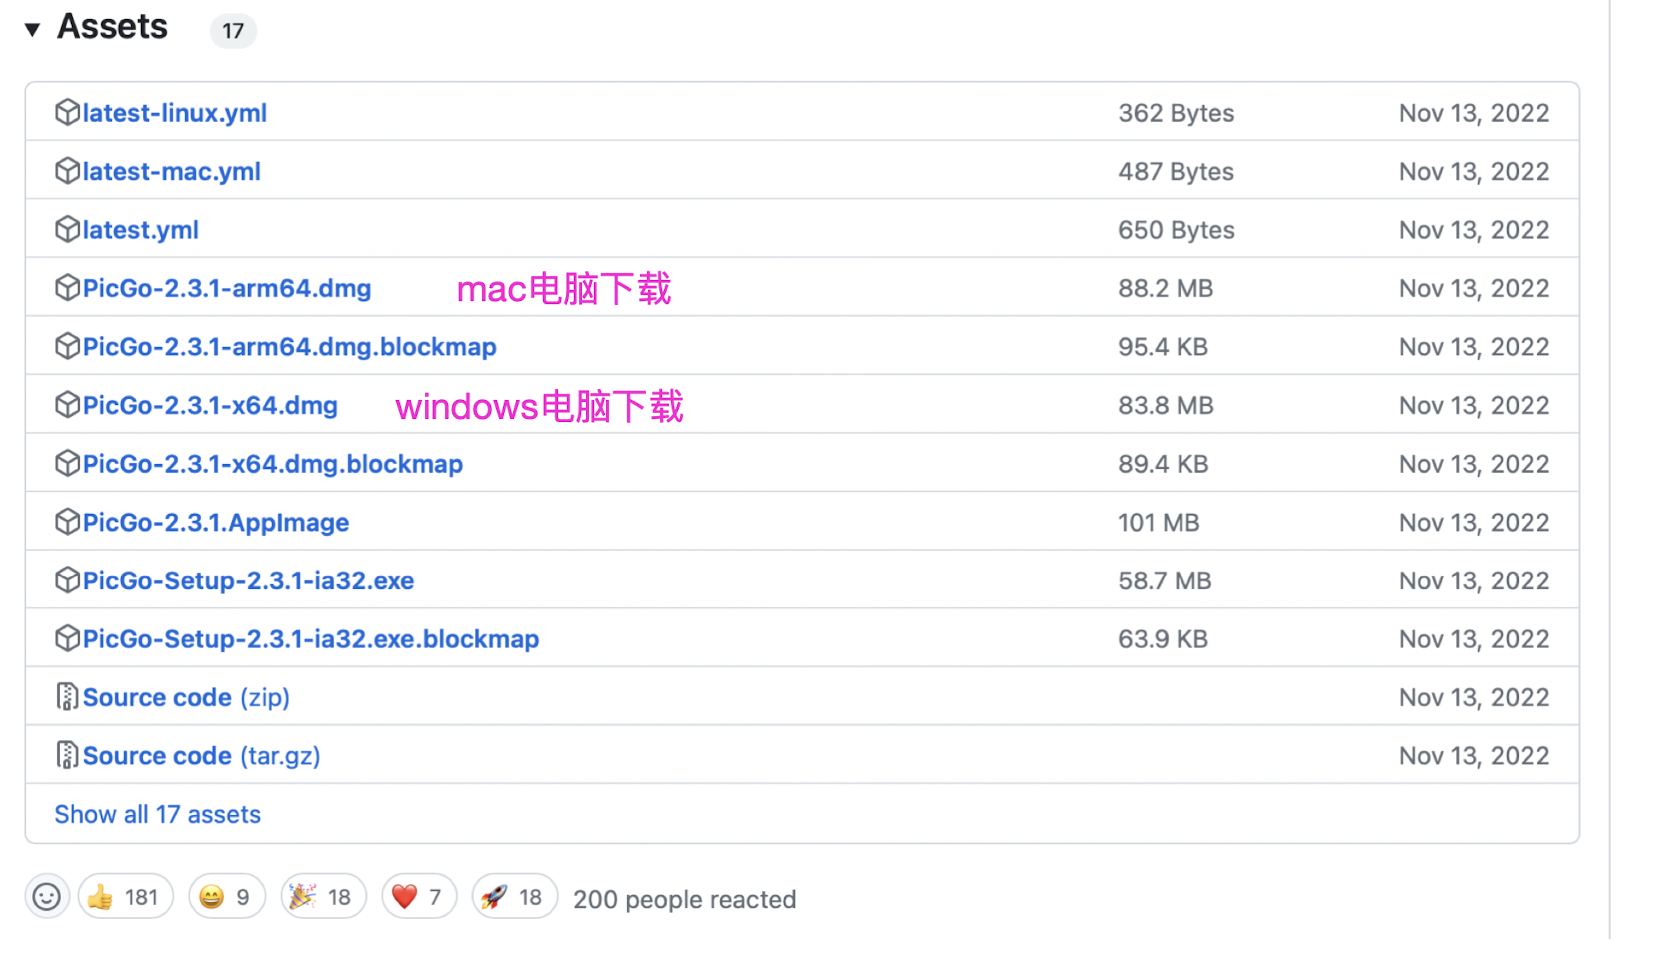 ▼ Assets 17
latest-linux.yml 362 Bytes Nov 13, 2022
latest-mac.yml 487 Bytes Nov 13, 2022
latest.yml 650 Bytes Nov 13, 2022
PicGo-2.3.1-arm64.dmg mac电脑下载 88.2 MB Nov 13, 2022
PicGo-2.3.1-arm64.dmg.blockmap 95.4 KB Nov 13, 2022
PicGo-2.3.1-x64.dmg windows电脑下载 83.8 MB Nov 13, 2022
PicGo-2.3.1-x64.dmg.blockmap 89.4 KB Nov 13, 2022
PicGo-2.3.1.AppImage 101 MB Nov 13, 2022
PicGo-Setup-2.3.1-ia32.exe 58.7 MB Nov 13, 2022
PicGo-Setup-2.3.1-ia32.exe.blockmap 63.9 KB Nov 13, 2022
Source code (zip) Nov 13, 2022
Source code (tar.gz) Nov 13, 2022
Show all 17 assets
👍 181 😄 9 🎉 18 ❤️ 7 🚀 18 200 people reacted